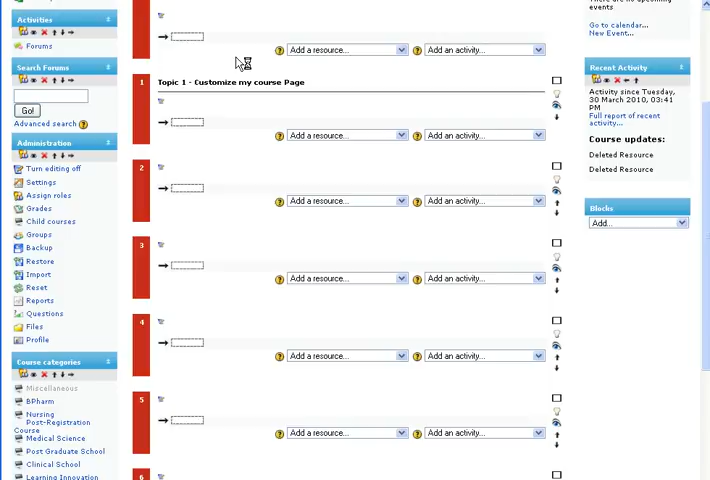 Activities
Forums
Search Forums
Go!
Advanced search
Administration
Turn editing off
Settings
Assign roles
Grades
Child courses
Groups
Backup
Restore
Import
Reset
Reports
Questions
Files
Profile
Course categories
Miscellaneous
BPharm
Nursing
Post-Registration
Course
Medical Science
Post Graduate School
Clinical School
Learning Innovation
Add a resource... Add an activity...
1 Topic 1 - Customize my course Page
Add a resource... Add an activity...
2
Add a resource... Add an activity...
3
Add a resource... Add an activity...
4
Add a resource... Add an activity...
5
Add a resource... Add an activity...
6
events
Go to calendar...
New Event...
Recent Activity
Activity since Tuesday,
30 March 2010, 03:41
PM
Full report of recent
activity...
Course updates:
Deleted Resource
Deleted Resource
Blocks
Add...